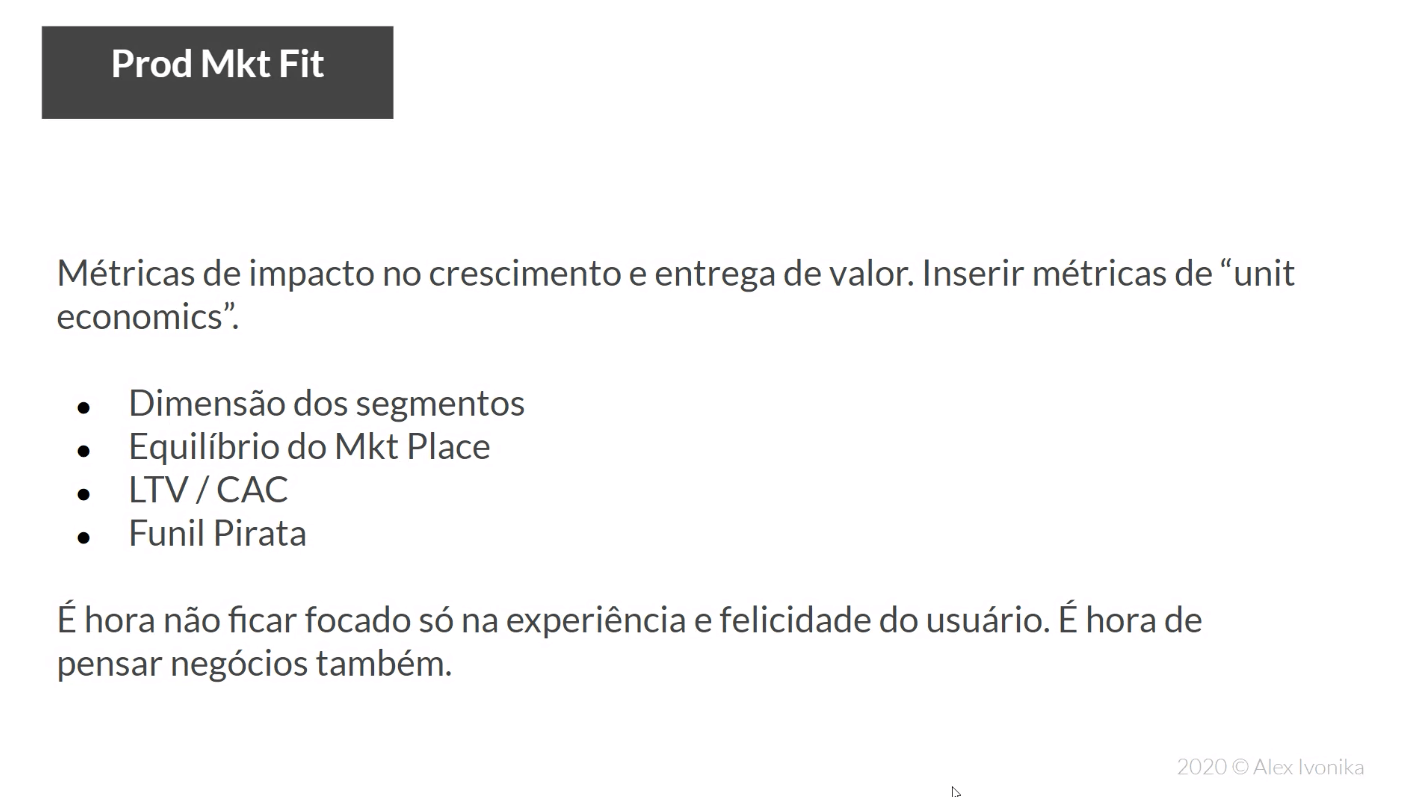 Prod Mkt Fit
Métricas de impacto no crescimento e entrega de valor. Inserir métricas de “unit
economics”.
● Dimensão dos segmentos
● Equilíbrio do Mkt Place
● LTV / CAC
● Funil Pirata
É hora não ficar focado só na experiência e felicidade do usuário. É hora de
pensar negócios também.
2020 © Alex Ivonika